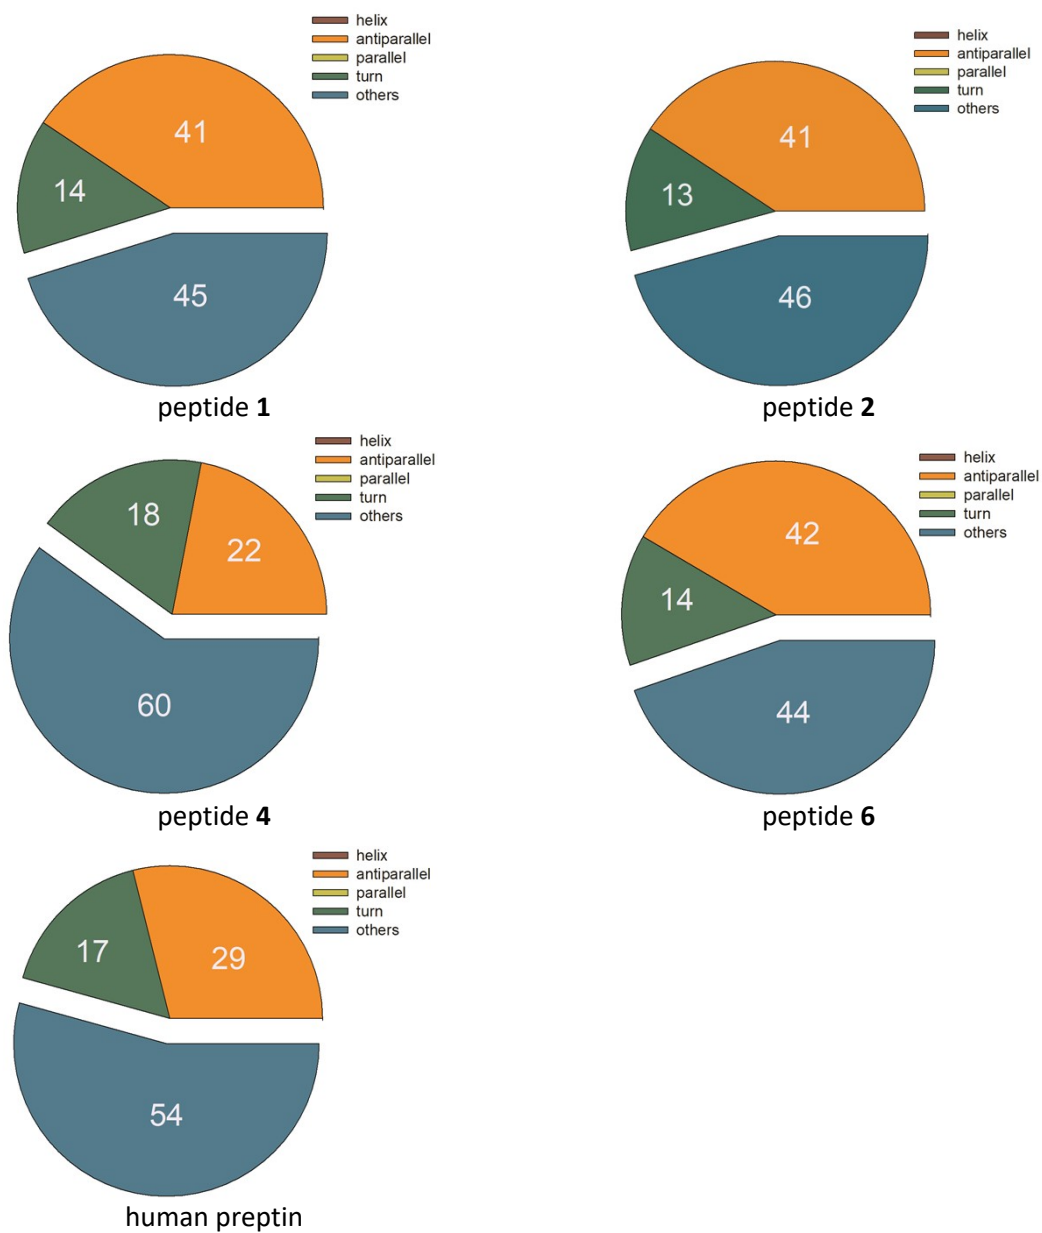 helix
antiparallel
parallel
turn
others
41
14
45
peptide 1
helix
antiparallel
parallel
turn
others
41
13
46
peptide 2
helix
antiparallel
parallel
turn
others
18
22
60
peptide 4
helix
antiparallel
parallel
turn
others
42
14
44
peptide 6
helix
antiparallel
parallel
turn
others
17
29
54
human preptin